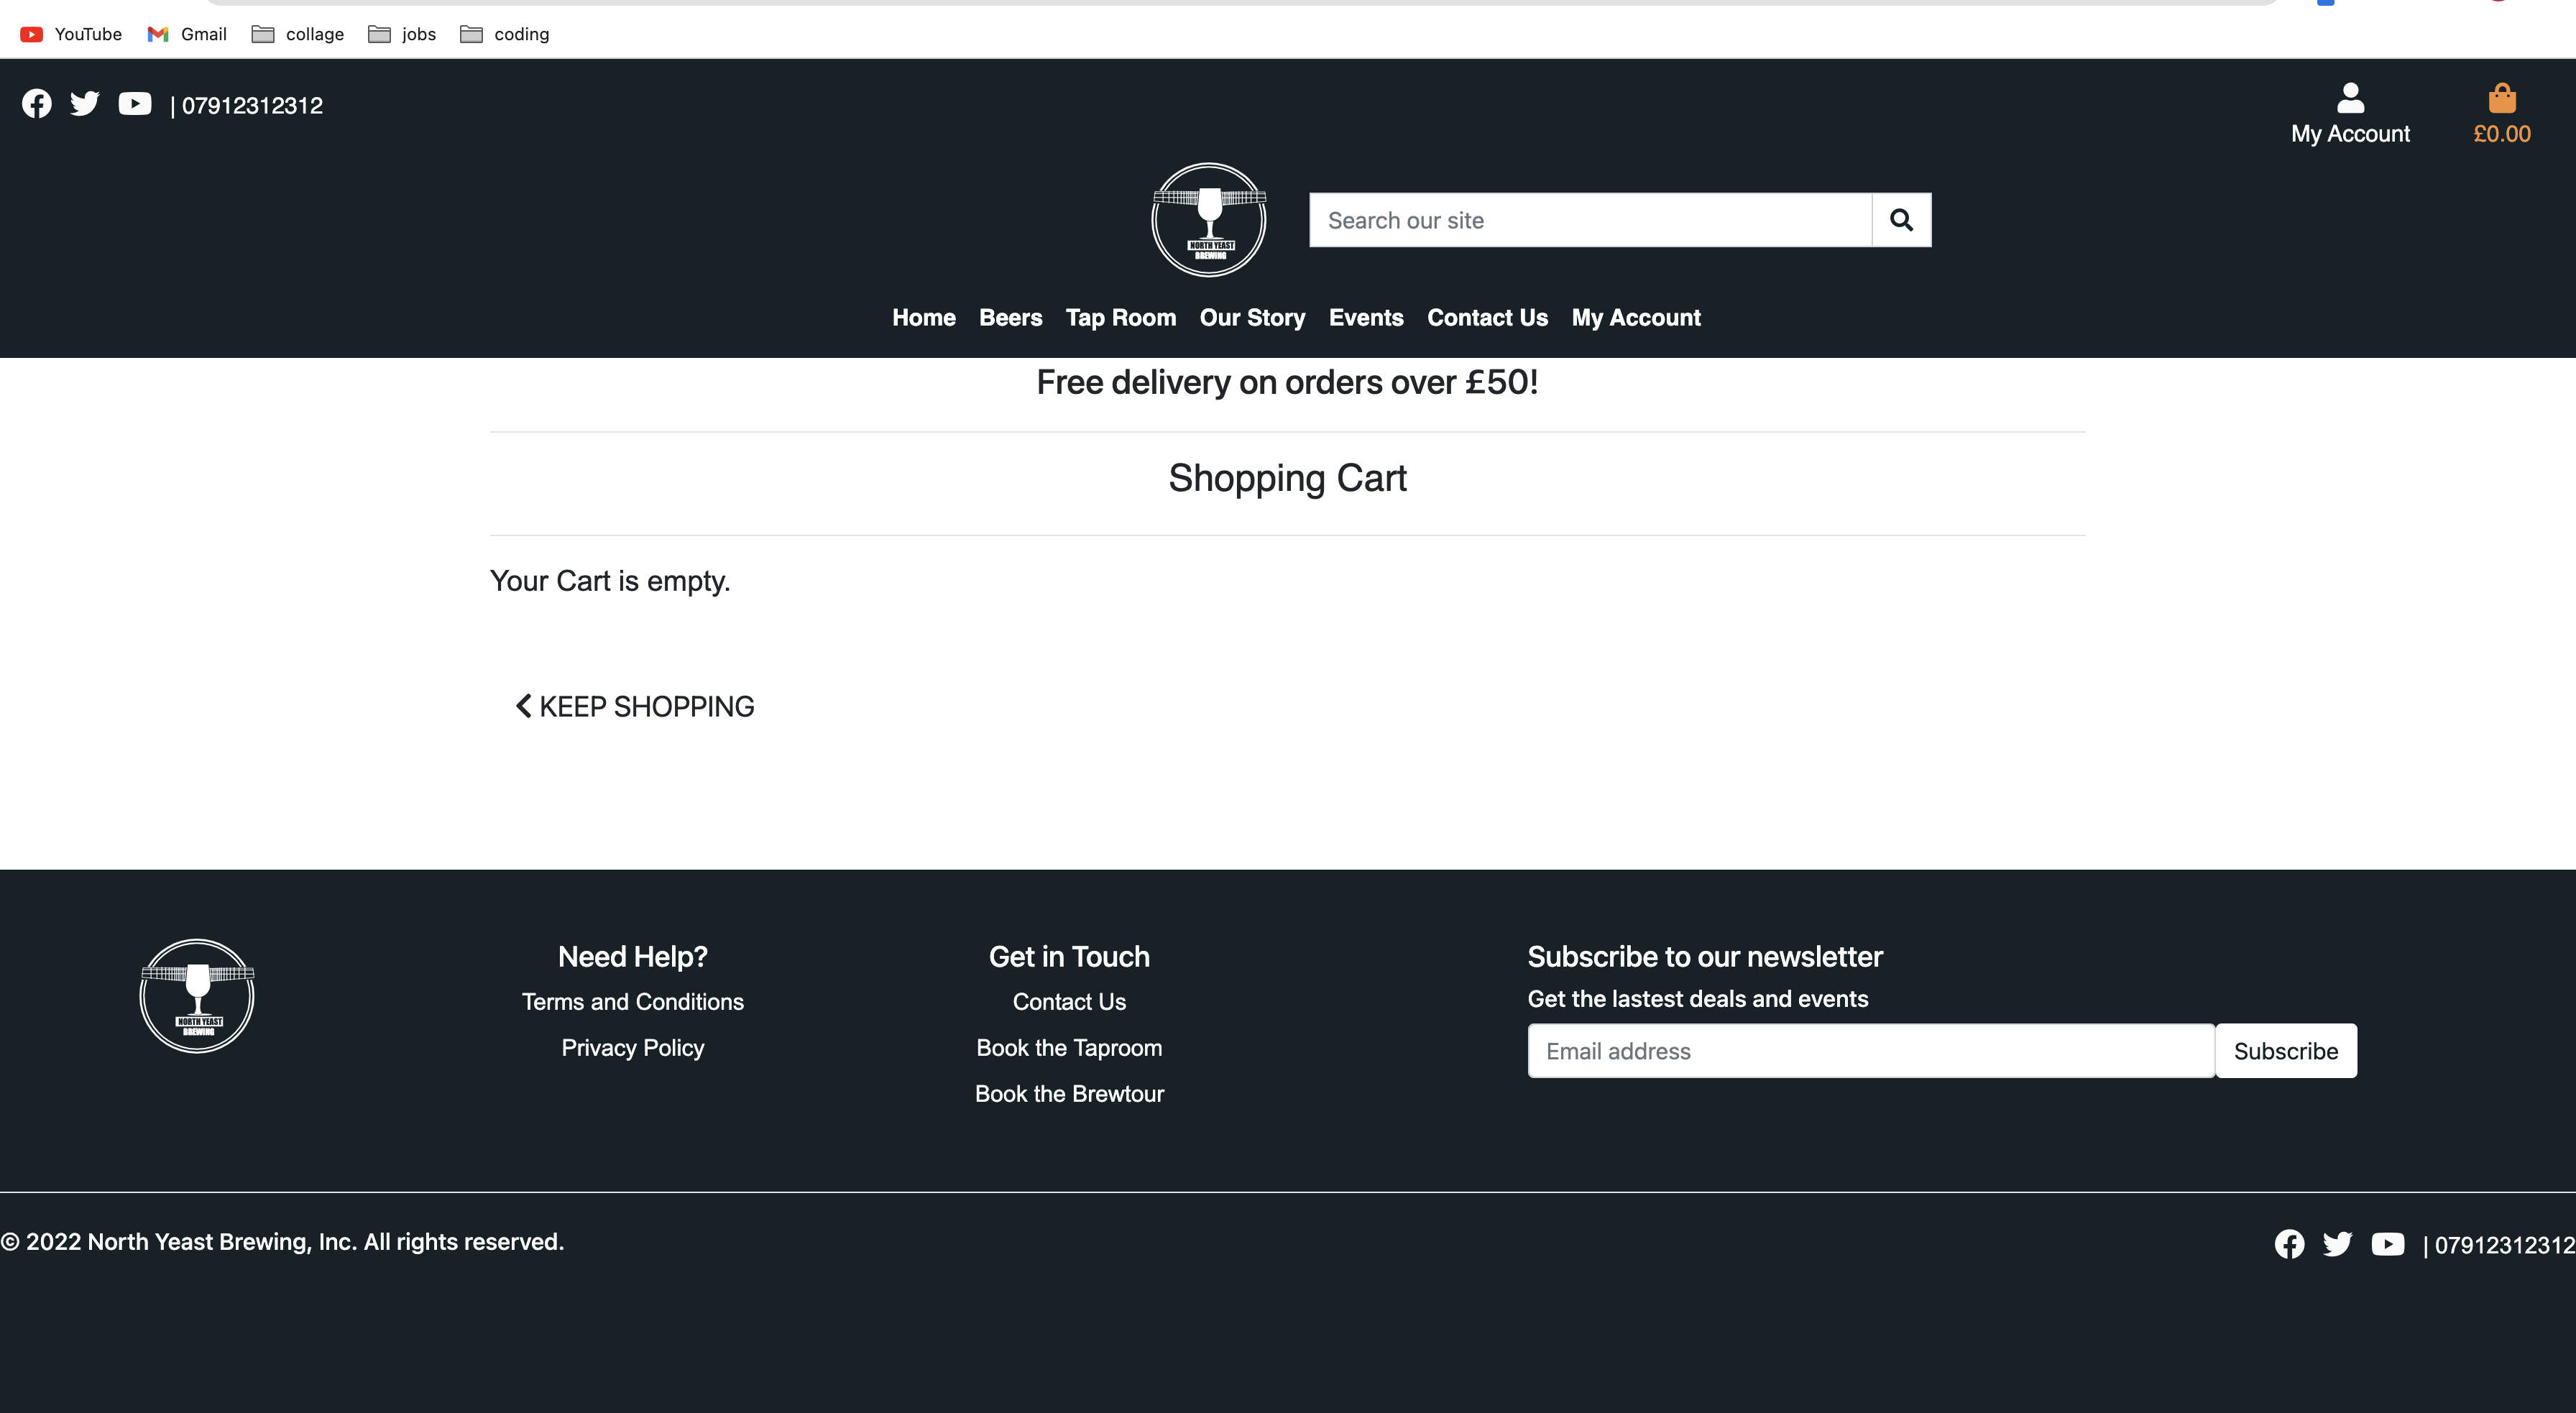 YouTube Gmail collage jobs coding
| 07912312312
My Account £0.00
NORTH YEAST
BREWING
Search our site
Home Beers Tap Room Our Story Events Contact Us My Account
Free delivery on orders over £50!
Shopping Cart
Your Cart is empty.
KEEP SHOPPING
NORTH YEAST
BREWING
Need Help?
Terms and Conditions
Privacy Policy
Get in Touch
Contact Us
Book the Taproom
Book the Brewtour
Subscribe to our newsletter
Get the lastest deals and events
Email address Subscribe
© 2022 North Yeast Brewing, Inc. All rights reserved.
| 07912312312